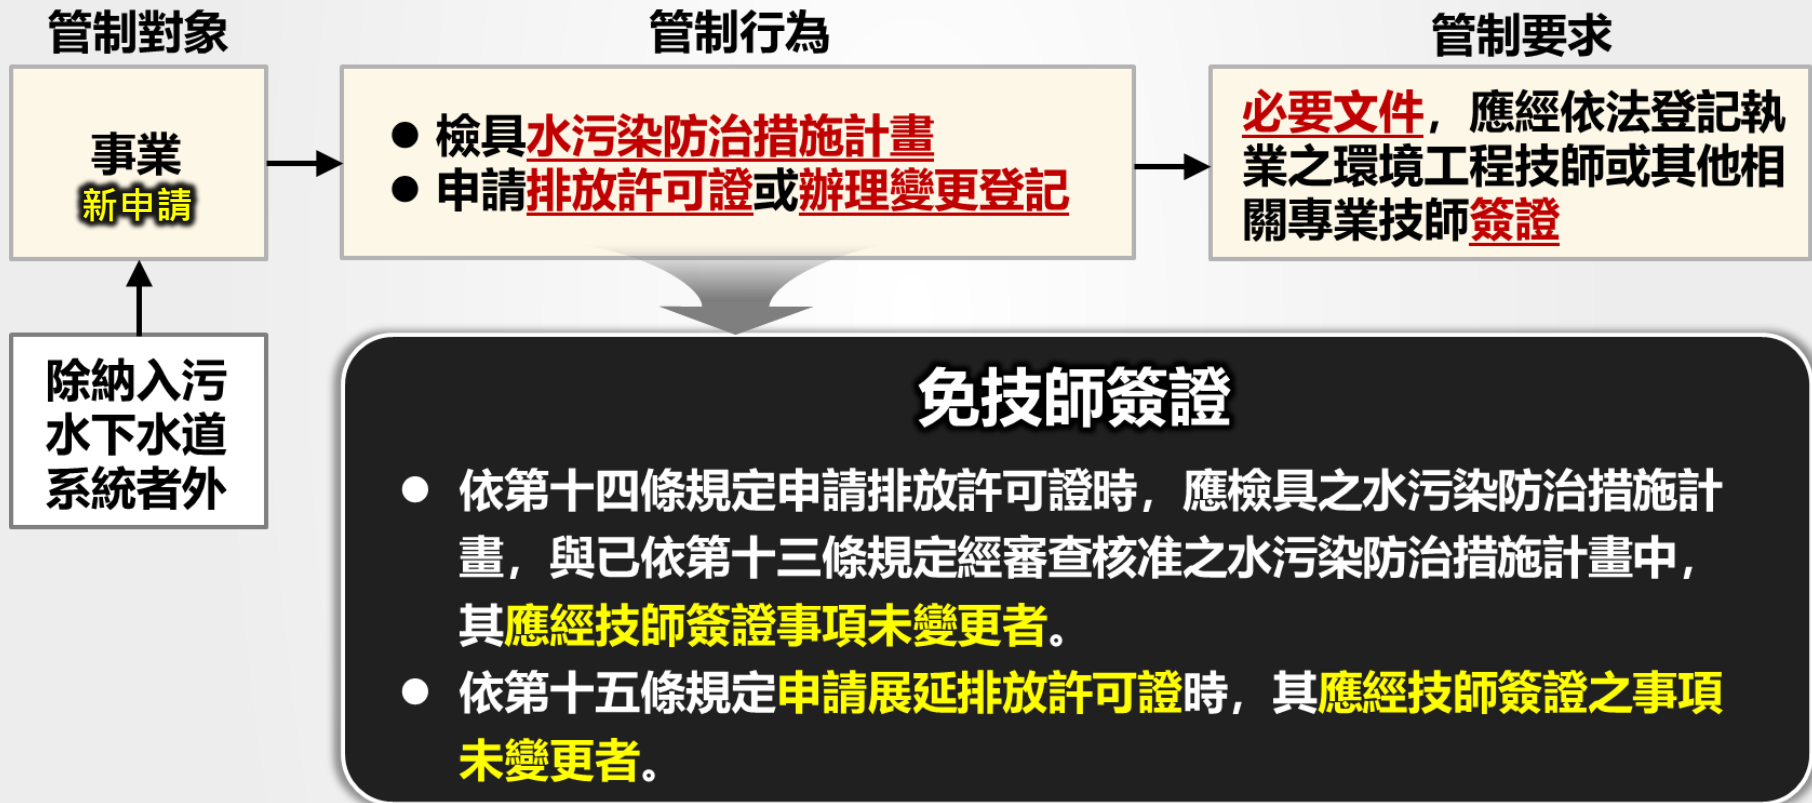 管制對象
管制行為
管制要求
事業
新申請
● 檢具水污染防治措施計畫
● 申請排放許可證或辦理變更登記
必要文件，應經依法登記執
業之環境工程技師或其他相
關專業技師簽證
除納入污
水下水道
系統者外
免技師簽證
● 依第十四條規定申請排放許可證時，應檢具之水污染防治措施計
畫，與已依第十三條規定經審查核准之水污染防治措施計畫中，
其應經技師簽證事項未變更者。
● 依第十五條規定申請展延排放許可證時，其應經技師簽證之事項
未變更者。